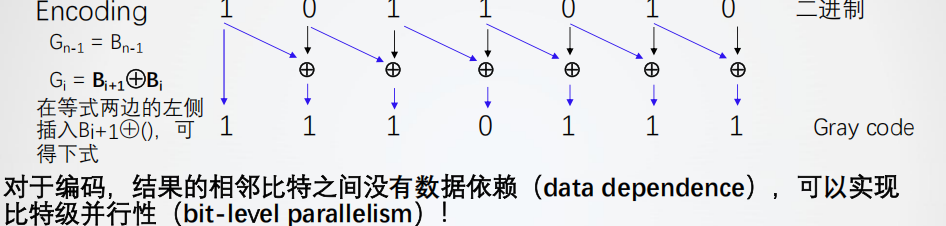 Encoding 1 0 1 1 0 1 0 二进制
Gn-1 = Bn-1
Gi = Bi+1⊕Bi
在等式两边的左侧
插入Bi+1⊕(), 可
得下式
1 1 1 0 1 1 1 Gray code
对于编码, 结果的相邻比特之间没有数据依赖（data dependence）, 可以实现
比特级并行性（bit-level parallelism）!